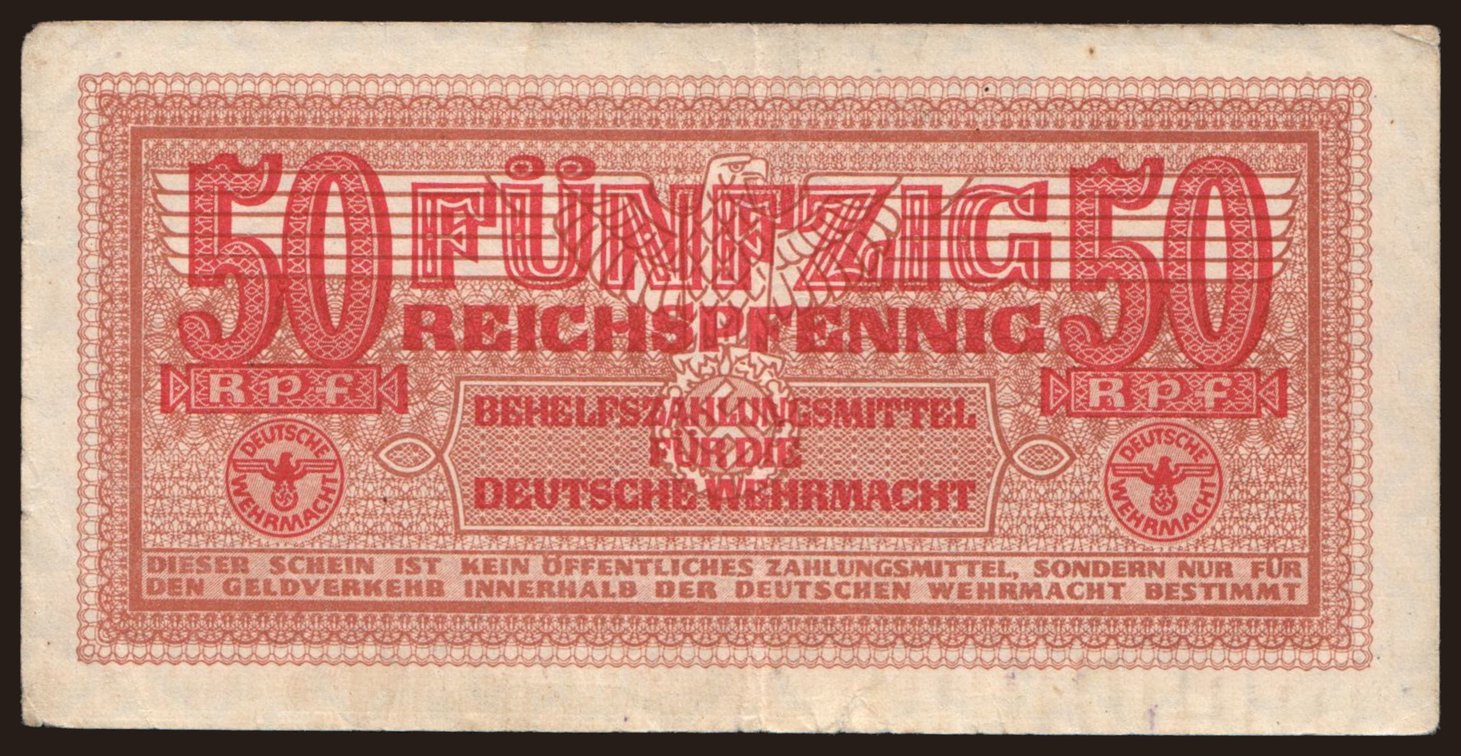 50 FÜNFZIG 50
REICHSPFENNIG
Rpf Rpf
BEHELFSZAHLUNGSMITTEL
FÜR DIE
DEUTSCHE WEHRMACHT
DEUTSCHE WEHRMACHT
DEUTSCHE WEHRMACHT
DIESER SCHEIN IST KEIN ÖFFENTLICHES ZAHLUNGSMITTEL, SONDERN NUR FÜR
DEN GELDVERKEHR INNERHALB DER DEUTSCHEN WEHRMACHT BESTIMMT